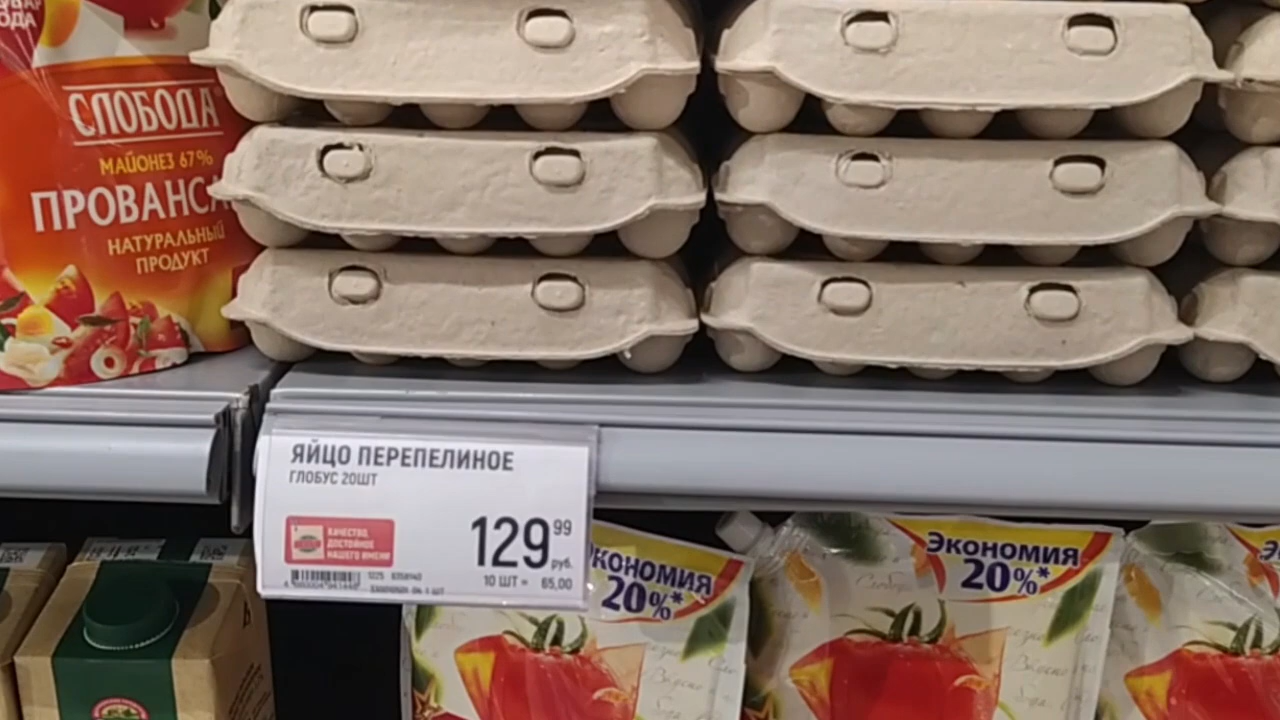 СЛОБОДА
МАЙОНЕЗ 67%
ПРОВАНСА
НАТУРАЛЬНЫЙ
ПРОДУКТ
ЯЙЦО ПЕРЕПЕЛИНОЕ
ГЛОБУС 20ШТ
КАЧЕСТВО,
ДОСТОЙНОЕ
НАШЕГО ИМЕНИ
129 99
руб.
10 ШТ = 65,00
ЭКОНОМИЯ
20%*
ЭКОНОМИЯ
20%*